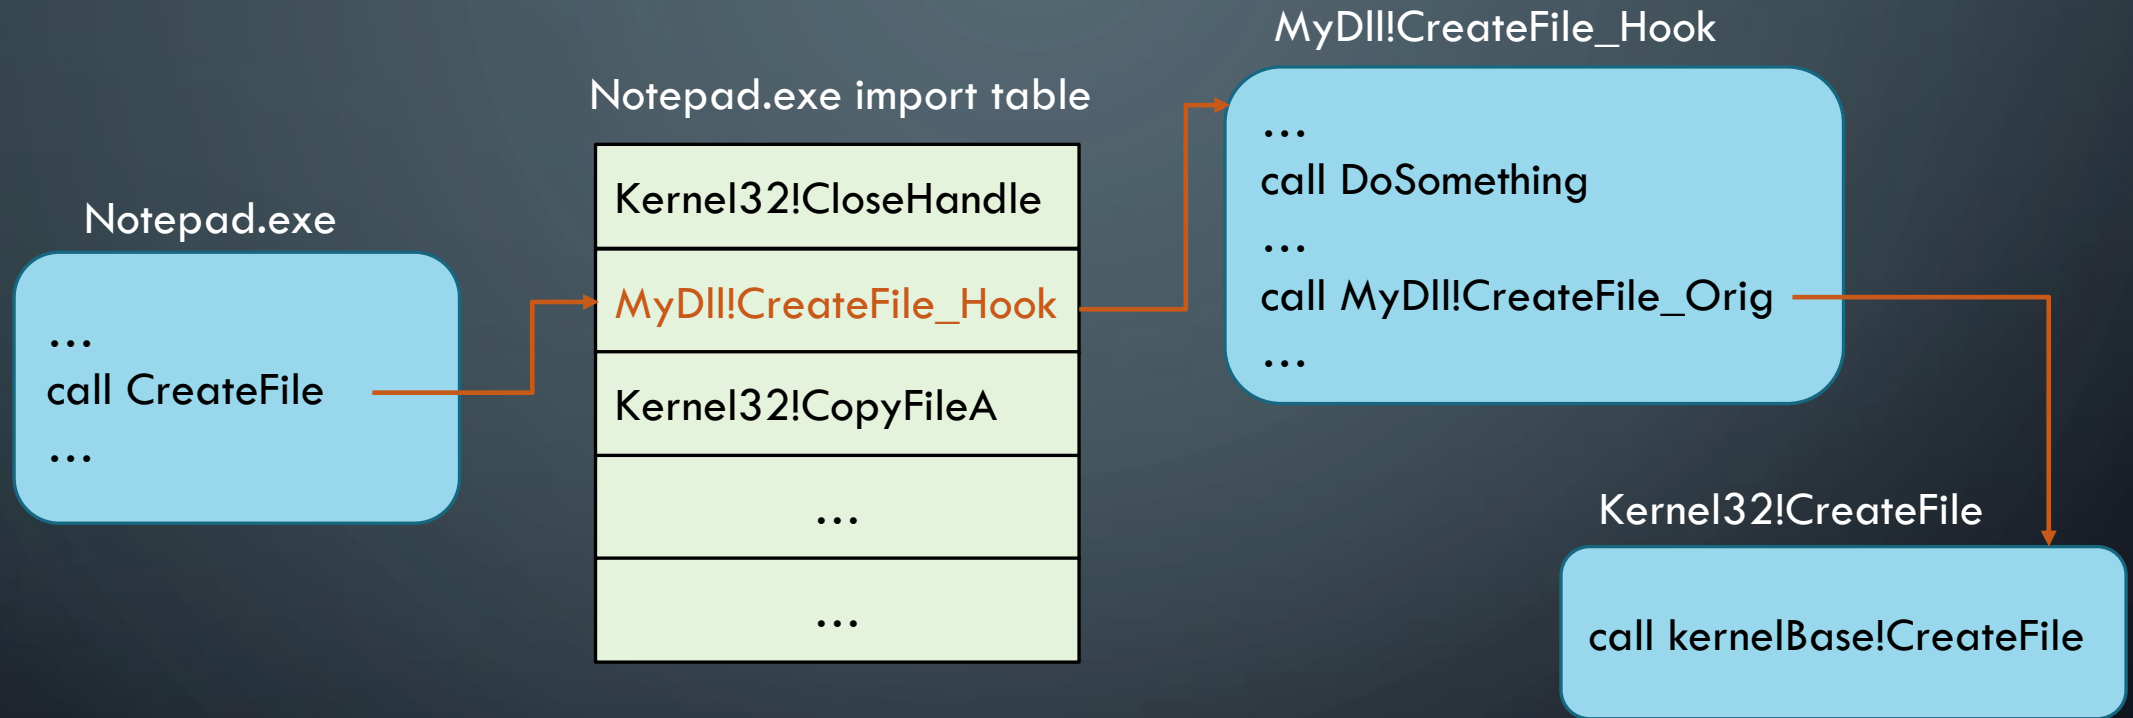 Notepad.exe
...
call CreateFile
...
Notepad.exe import table
Kernel32!CloseHandle
MyDll!CreateFile_Hook
Kernel32!CopyFileA
...
...
MyDll!CreateFile_Hook
...
call DoSomething
...
call MyDll!CreateFile_Orig
...
Kernel32!CreateFile
call kernelBase!CreateFile